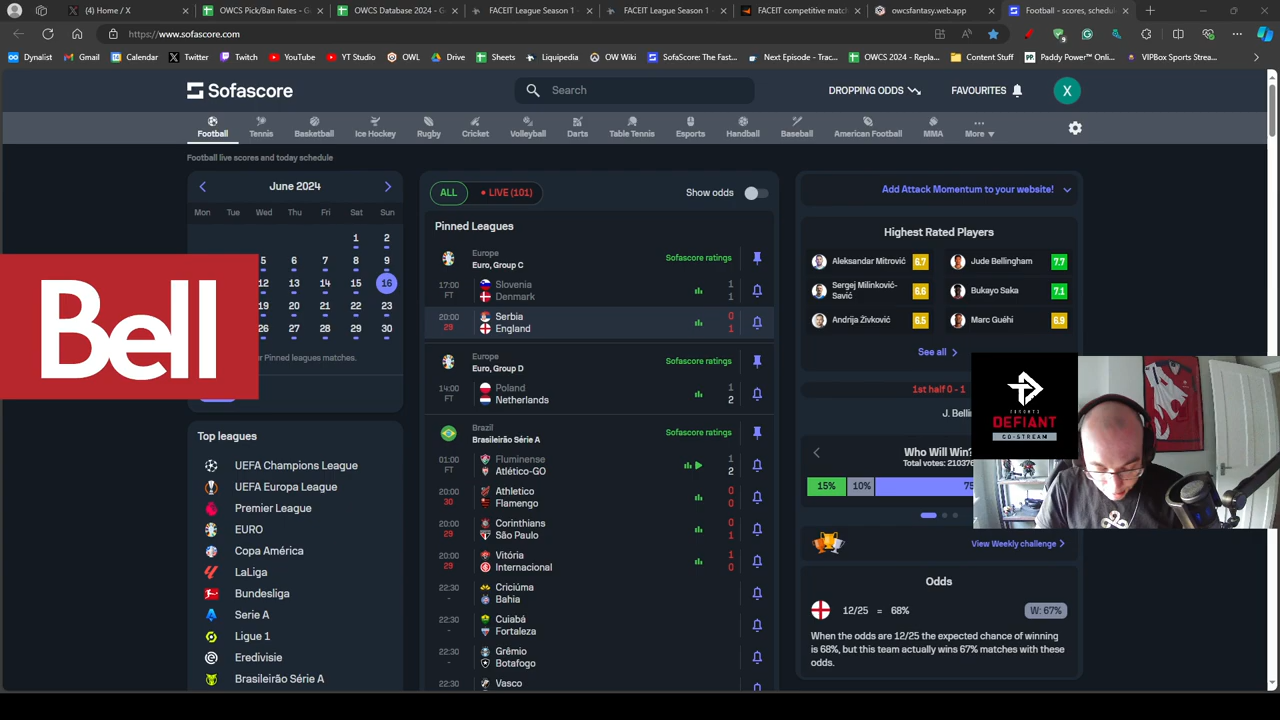 (4) Home / X
OWCS Pick/Ban Rates - G
OWCS Database 2024 - G
FACEIT League Season 1 -
FACEIT League Season 1 -
FACEIT competitive matc
owcsfantasy.web.app
Football - scores, schedul
https://www.sofascore.com
Dynalist
Gmail
Calendar
Twitter
Twitch
YouTube
YT Studio
OWL
Drive
Sheets
Liquipedia
OW Wiki
SofaScore: The Fast...
Next Episode - Trac...
OWCS 2024 - Repla...
Content Stuff
Paddy Power™ Onli...
VIPBox Sports Strea...
Sofascore
Search
DROPPING ODDS
FAVOURITES
X
Football
Tennis
Basketball
Ice Hockey
Rugby
Cricket
Volleyball
Darts
Table Tennis
Esports
Handball
Baseball
American Football
MMA
More
Football live scores and today schedule
June 2024
Mon Tue Wed Thu Fri Sat Sun
1 2
5 6 7 8 9
12 13 14 15 16
19 20 21 22 23
26 27 28 29 30
r Pinned leagues matches.
Bell
Top leagues
UEFA Champions League
UEFA Europa League
Premier League
EURO
Copa América
LaLiga
Bundesliga
Serie A
Ligue 1
Eredivisie
Brasileirão Série A
ALL
LIVE (101)
Show odds
Pinned Leagues
Europe
Euro, Group C
Sofascore ratings
17:00 Slovenia 1
FT Denmark 1
20:00 Serbia 0
29 England 1
Europe
Euro, Group D
Sofascore ratings
14:00 Poland 1
FT Netherlands 2
Brazil
Brasileirão Série A
Sofascore ratings
01:00 Fluminense 1
FT Atlético-GO 2
20:00 Athletico 0
30 Flamengo 0
20:00 Corinthians 0
29 São Paulo 1
20:00 Vitória 1
29 Internacional 0
22:30 Criciúma
- Bahia
22:30 Cuiabá
- Fortaleza
22:30 Grêmio
- Botafogo
22:30 Vasco
Add Attack Momentum to your website!
Highest Rated Players
Aleksandar Mitrović 6.7
Jude Bellingham 7.7
Sergej Milinković-
Savić 6.6
Bukayo Saka 7.1
Andrija Živković 6.5
Marc Guéhi 6.9
See all
1st half 0 - 1
J. Belli
Who Will Win?
Total votes: 210376
15% 10% 75
View Weekly challenge
Odds
12/25 = 68%
W: 67%
When the odds are 12/25 the expected chance of winning
is 68%, but this team actually wins 67% matches with these
odds.
TORONTO
DEFIANT
CO-STREAM